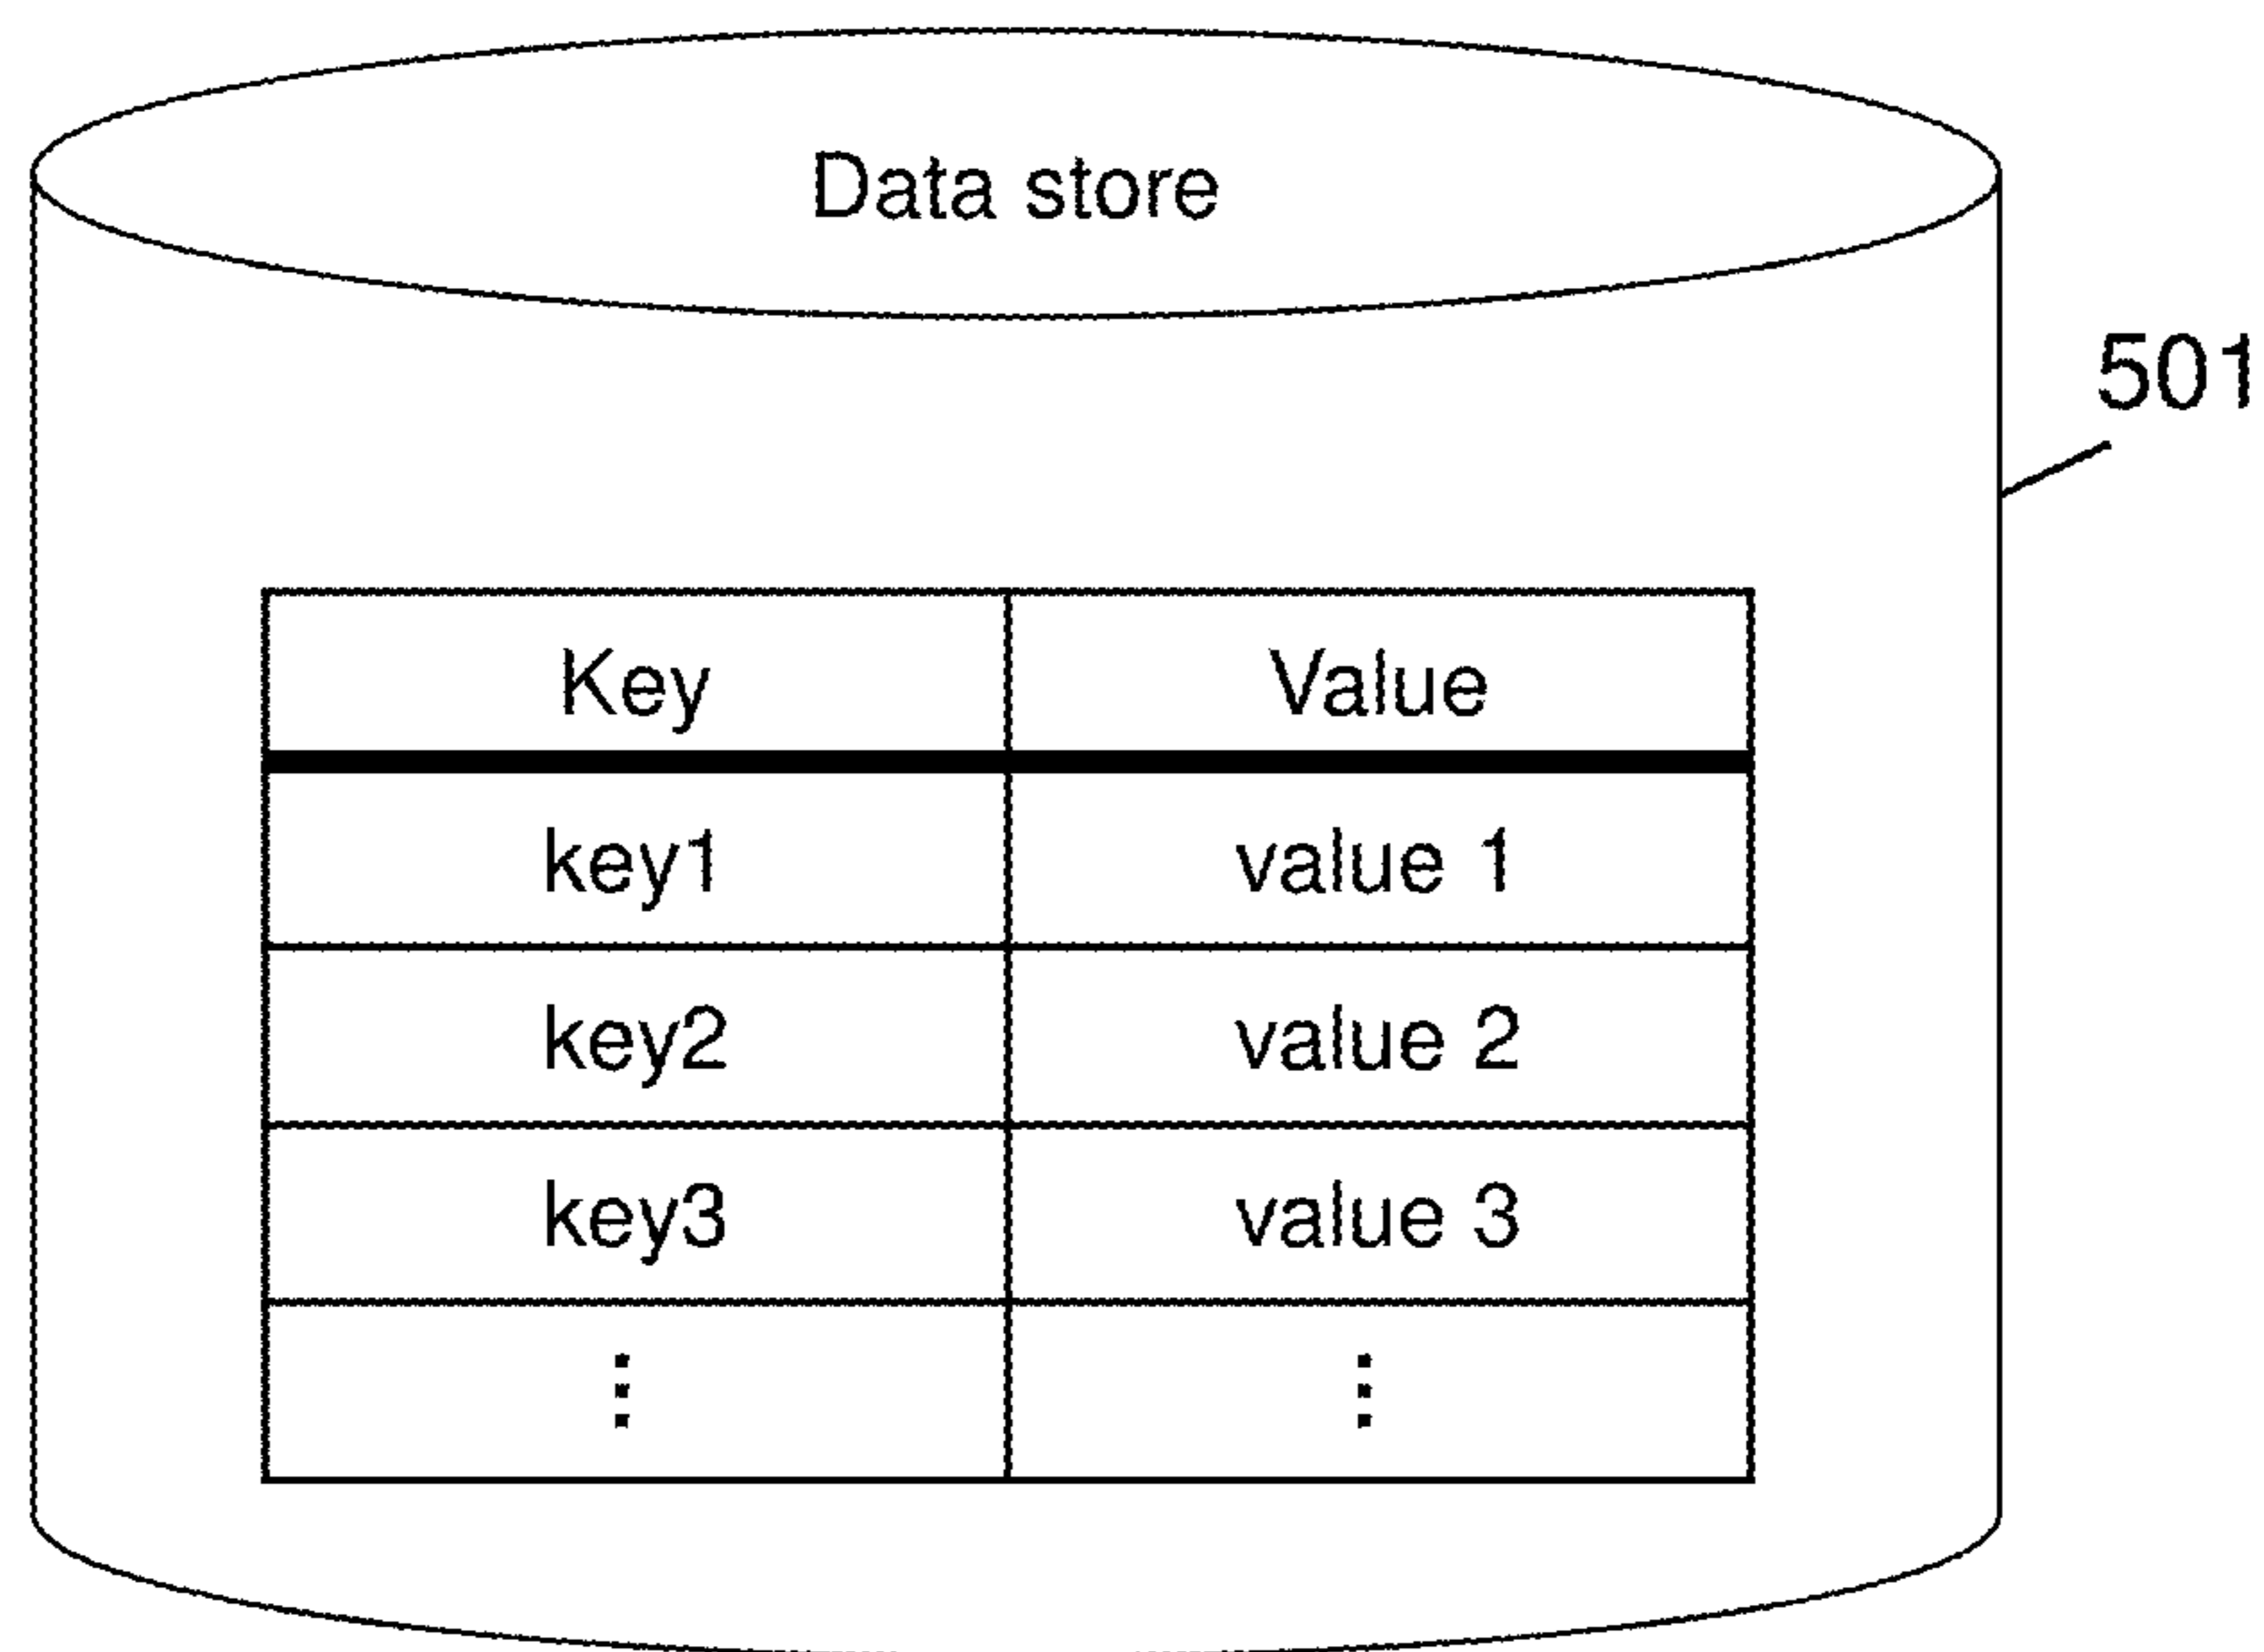 Data store
501
Key Value
key1 value 1
key2 value 2
key3 value 3
⋮ ⋮